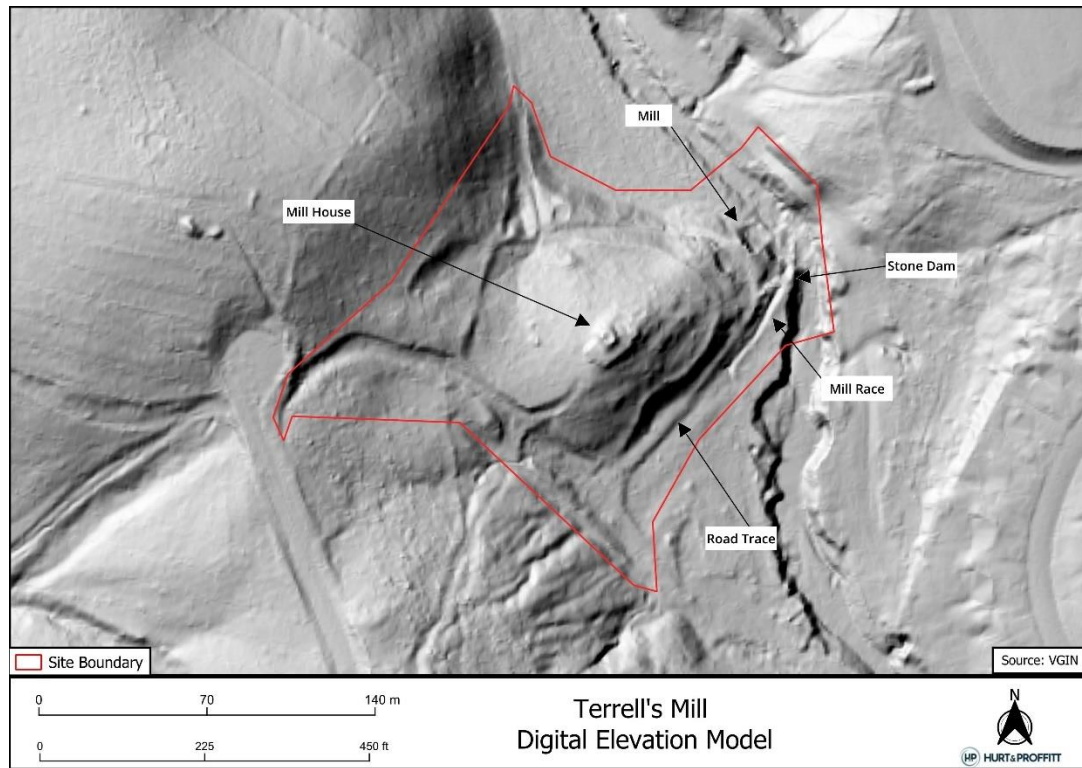 Mill
Mill House
Stone Dam
Mill Race
Road Trace
Site Boundary
Source: VGIN
0 70 140 m
0 225 450 ft
Terrell's Mill
Digital Elevation Model
N
HP HURT&PROFFITT